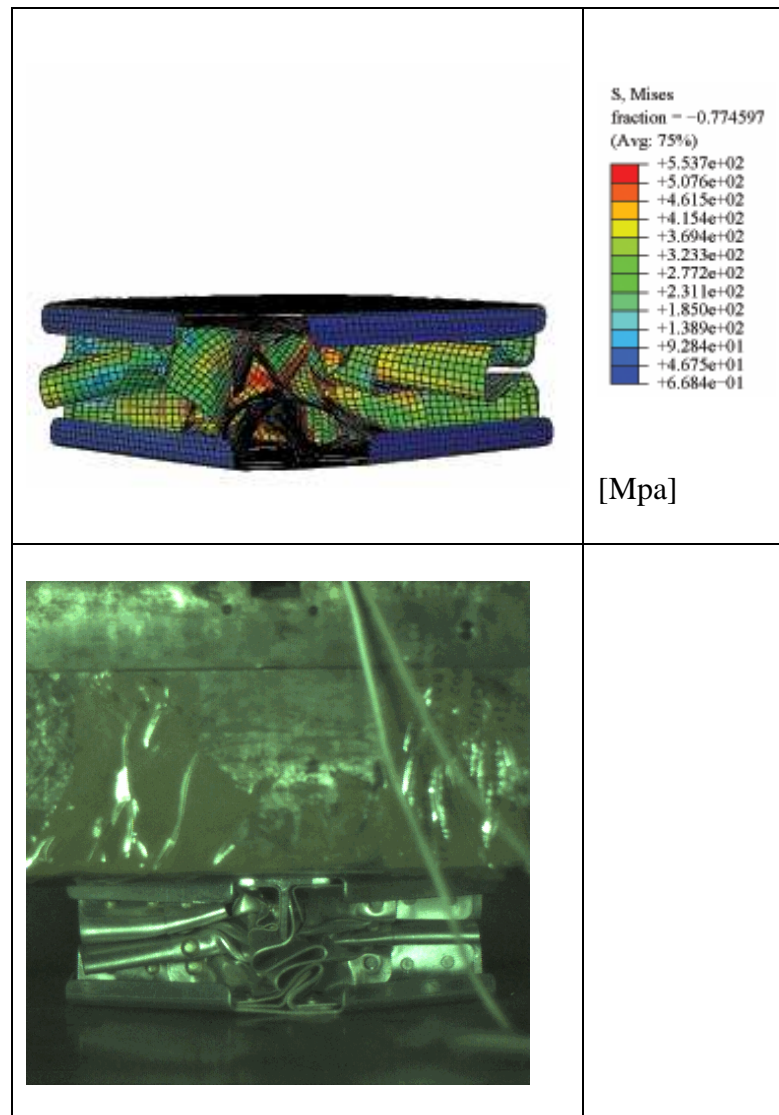 S, Mises
fraction = −0.774597
(Avg: 75%)
+5.537e+02
+5.076e+02
+4.615e+02
+4.154e+02
+3.694e+02
+3.233e+02
+2.772e+02
+2.311e+02
+1.850e+02
+1.389e+02
+9.284e+01
+4.675e+01
+6.684e−01
[Mpa]